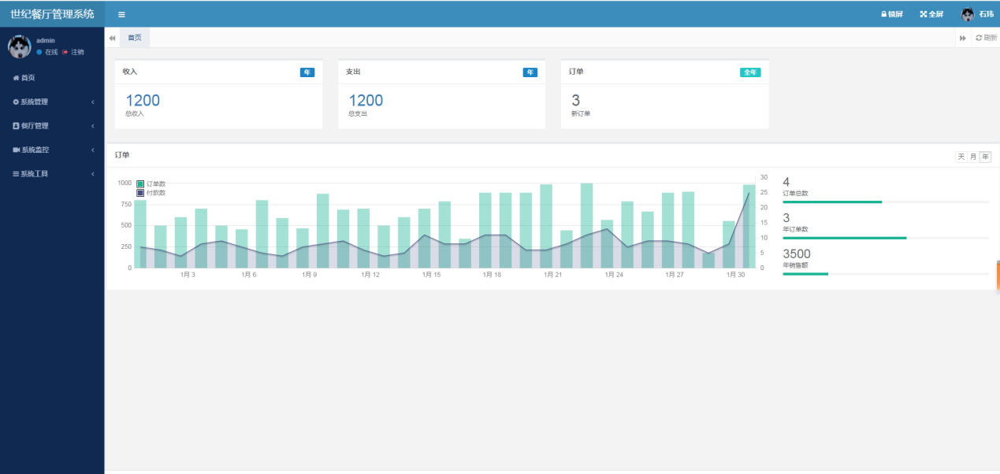 世纪餐厅管理系统
锁屏 全屏 石玮
admin
在线 注销
首页 刷新
首页
系统管理
餐厅管理
系统监控
系统工具
收入 年
1200
总收入
支出 年
1200
总支出
订单 全年
3
新订单
订单 天 月 年
订单数
付款数
1000
750
500
250
0
30
25
20
15
10
5
0
1月 3 1月 6 1月 9 1月 12 1月 15 1月 18 1月 21 1月 24 1月 27 1月 30
4
订单总数
3
年订单数
3500
年销售额